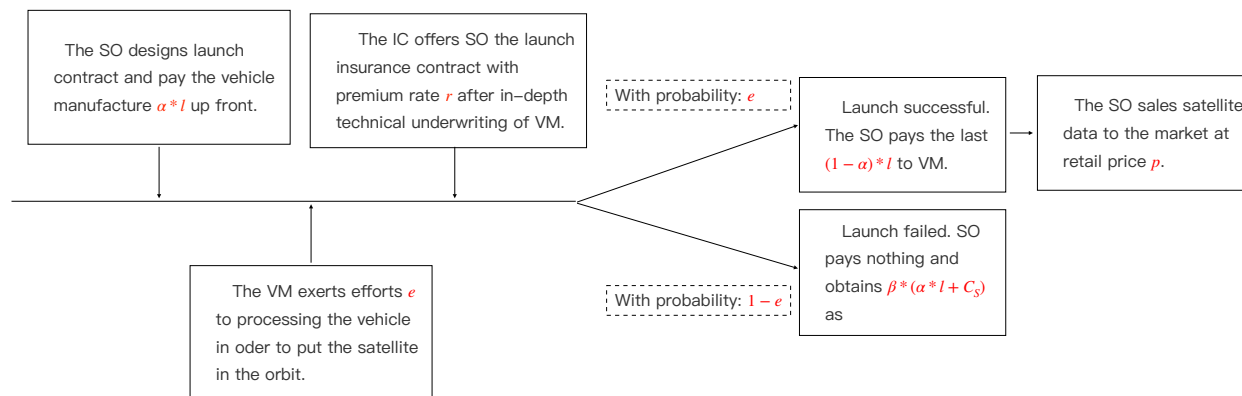 The SO designs launch
contract and pay the vehicle
manufacture α * l up front.
The IC offers SO the launch
insurance contract with
premium rate r after in-depth
technical underwriting of VM.
The VM exerts efforts e
to processing the vehicle
in oder to put the satellite
in the orbit.
With probability: e
Launch successful.
The SO pays the last
(1 − α) * l to VM.
The SO sales satellite
data to the market at
retail price p.
With probability: 1 − e
Launch failed. SO
pays nothing and
obtains β * (α * l + C_S)
as